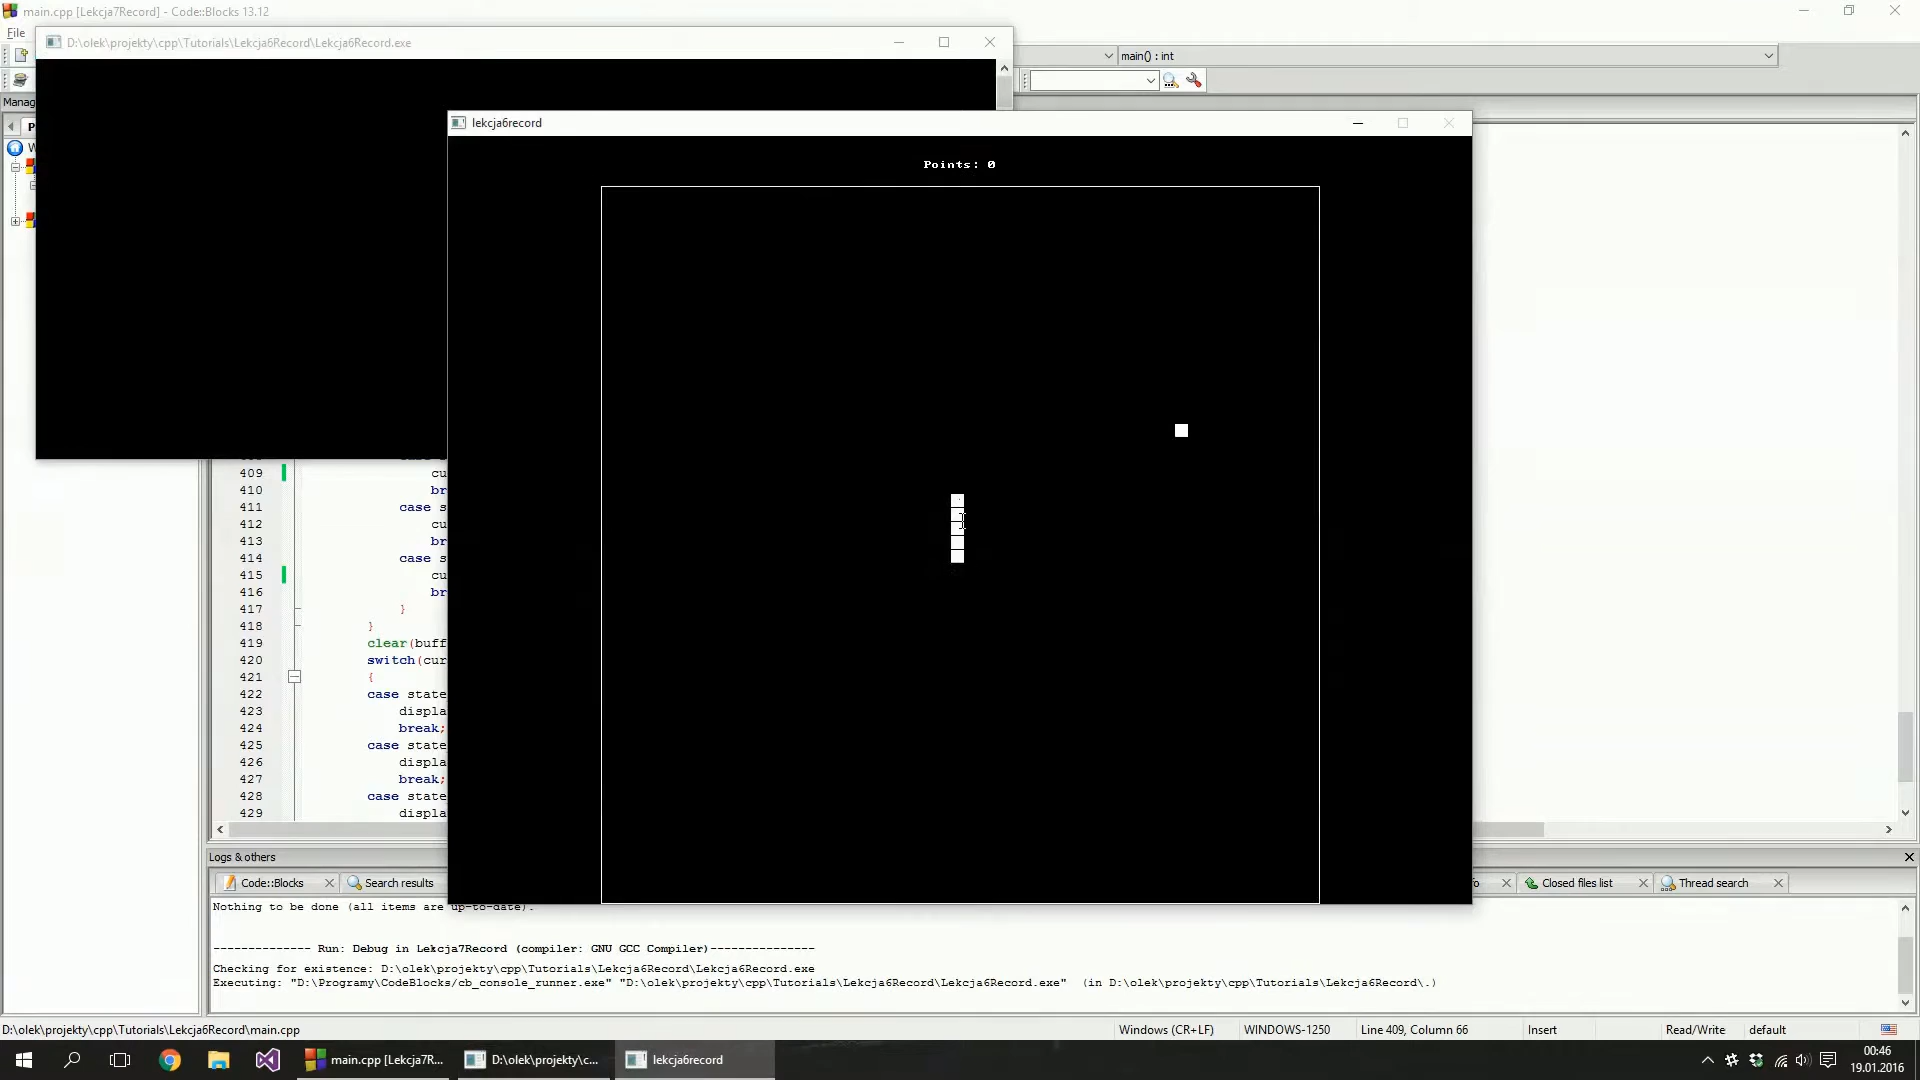 main.cpp [Lekcja7Record] - Code::Blocks 13.12
File
D:\olek\projekty\cpp\Tutorials\Lekcja6Record\Lekcja6Record.exe
main() : int
Manag
lekcja6record
Points: 0
409 cu
410 br
411 case s
412 cu
413 br
414 case s
415 cu
416 br
417 }
418 }
419 clear(buff
420 switch(cur
421 {
422 case state
423 displa
424 break;
425 case state
426 displa
427 break;
428 case state
429 displa
Logs & others
Code::Blocks
Search results
fo
Closed files list
Thread search
Nothing to be done (all items are up-to-date).
-------------- Run: Debug in Lekcja7Record (compiler: GNU GCC Compiler)---------------
Checking for existence: D:\olek\projekty\cpp\Tutorials\Lekcja6Record\Lekcja6Record.exe
Executing: "D:\Programy\CodeBlocks/cb_console_runner.exe" "D:\olek\projekty\cpp\Tutorials\Lekcja6Record\Lekcja6Record.exe"  (in D:\olek\projekty\cpp\Tutorials\Lekcja6Record\.)
D:\olek\projekty\cpp\Tutorials\Lekcja6Record\main.cpp
Windows (CR+LF)
WINDOWS-1250
Line 409, Column 66
Insert
Read/Write
default
main.cpp [Lekcja7R...
D:\olek\projekty\c...
lekcja6record
00:46
19.01.2016